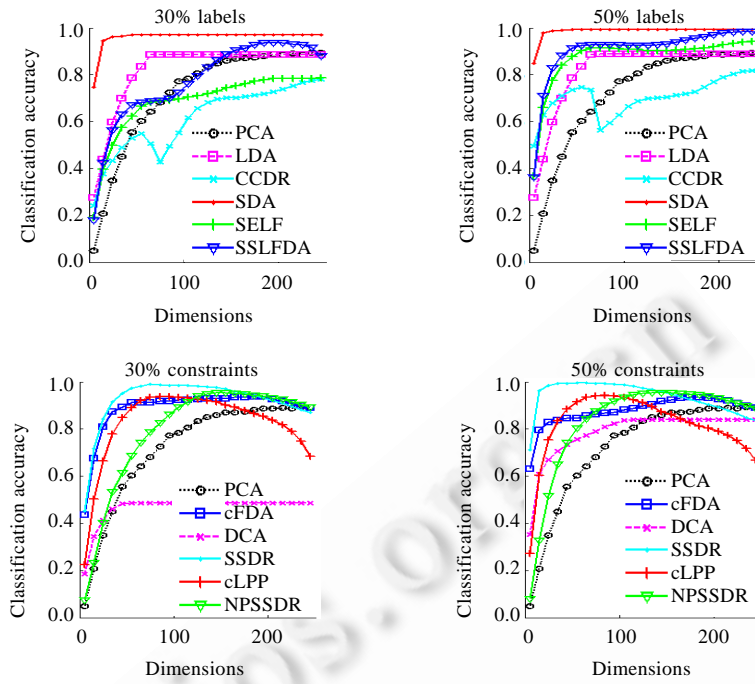 30% labels
1.0
0.8
0.6
0.4
0.2
0.0
Classification accuracy
PCA
LDA
CCDR
SDA
SELF
SSLFDA
0
100
200
Dimensions
50% labels
1.0
0.8
0.6
0.4
0.2
0.0
Classification accuracy
PCA
LDA
CCDR
SDA
SELF
SSLFDA
0
100
200
Dimensions
30% constraints
1.0
0.8
0.6
0.4
0.2
0.0
Classification accuracy
PCA
cFDA
DCA
SSDR
cLPP
NPSSDR
0
100
200
Dimensions
50% constraints
1.0
0.8
0.6
0.4
0.2
0.0
Classification accuracy
PCA
cFDA
DCA
SSDR
cLPP
NPSSDR
0
100
200
Dimensions